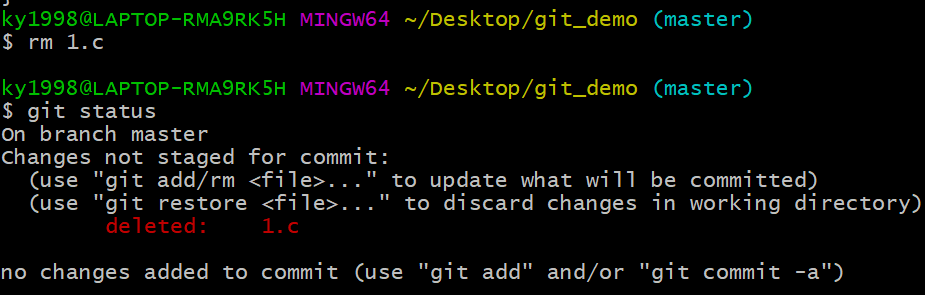 ky1998@LAPTOP-RMA9RK5H MINGW64 ~/Desktop/git_demo (master)
$ rm 1.c
ky1998@LAPTOP-RMA9RK5H MINGW64 ~/Desktop/git_demo (master)
$ git status
On branch master
Changes not staged for commit:
  (use "git add/rm <file>..." to update what will be committed)
  (use "git restore <file>..." to discard changes in working directory)
        deleted:    1.c
no changes added to commit (use "git add" and/or "git commit -a")